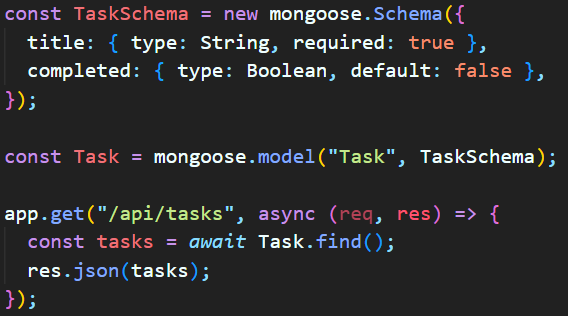 const TaskSchema = new mongoose.Schema({
  title: { type: String, required: true },
  completed: { type: Boolean, default: false },
});

const Task = mongoose.model("Task", TaskSchema);

app.get("/api/tasks", async (req, res) => {
  const tasks = await Task.find();
  res.json(tasks);
});